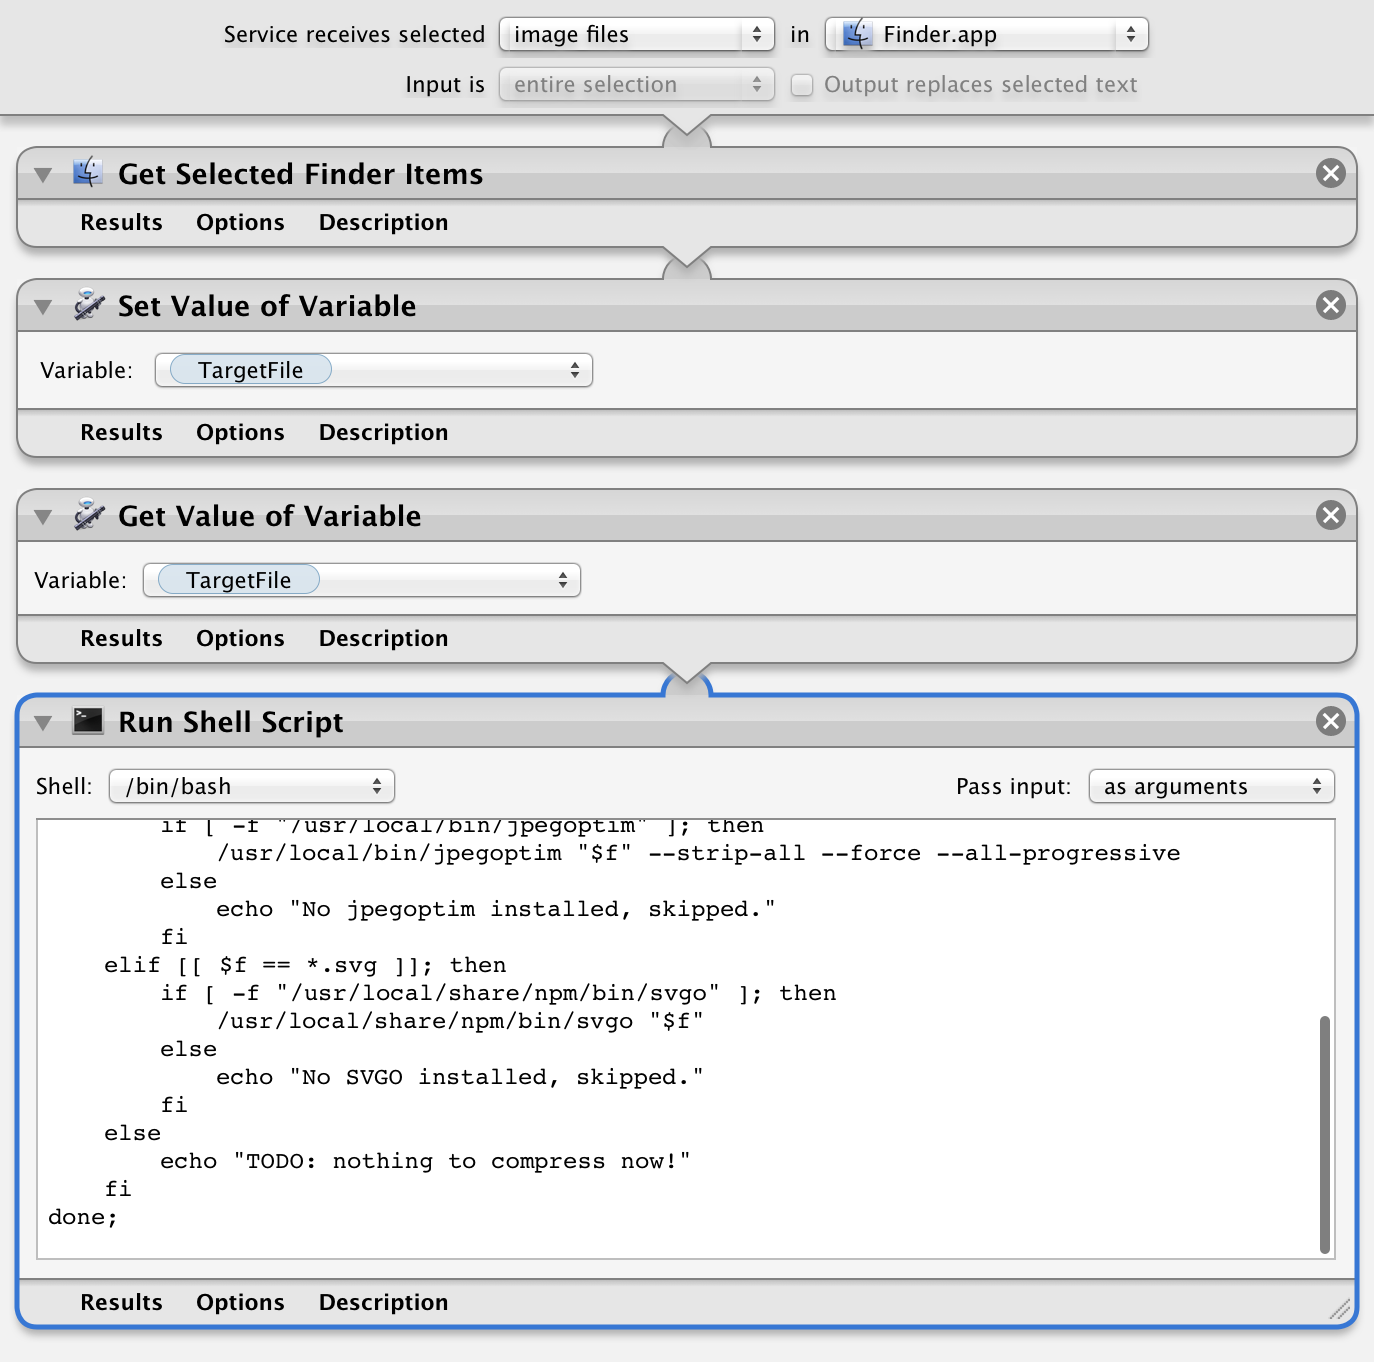 Service receives selected image files in Finder.app
Input is entire selection Output replaces selected text
Get Selected Finder Items
Results Options Description
Set Value of Variable
Variable: TargetFile
Results Options Description
Get Value of Variable
Variable: TargetFile
Results Options Description
Run Shell Script
Shell: /bin/bash Pass input: as arguments
if [ -f "/usr/local/bin/jpegoptim" ]; then
/usr/local/bin/jpegoptim "$f" --strip-all --force --all-progressive
else
echo "No jpegoptim installed, skipped."
fi
elif [[ $f == *.svg ]]; then
if [ -f "/usr/local/share/npm/bin/svgo" ]; then
/usr/local/share/npm/bin/svgo "$f"
else
echo "No SVGO installed, skipped."
fi
else
echo "TODO: nothing to compress now!"
fi
done;
Results Options Description